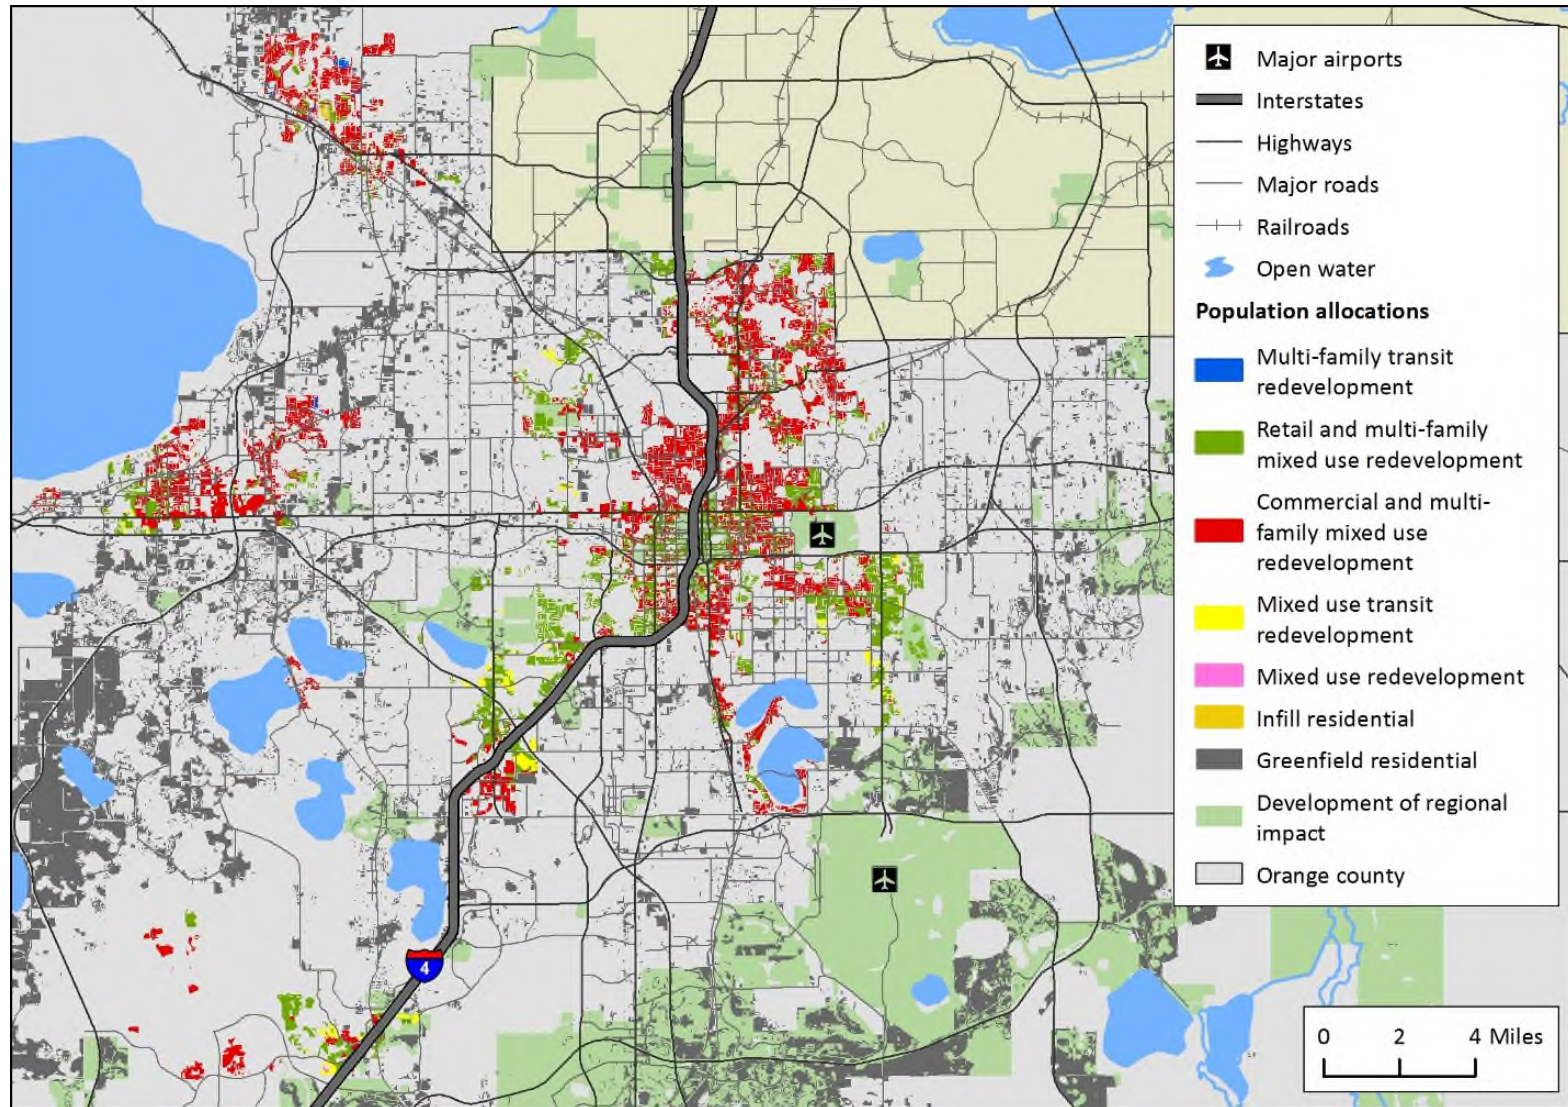 Major airports
Interstates
Highways
Major roads
Railroads
Open water
Population allocations
Multi-family transit
redevelopment
Retail and multi-family
mixed use redevelopment
Commercial and multi-
family mixed use
redevelopment
Mixed use transit
redevelopment
Mixed use redevelopment
Infill residential
Greenfield residential
Development of regional
impact
Orange county
4
0 2 4 Miles